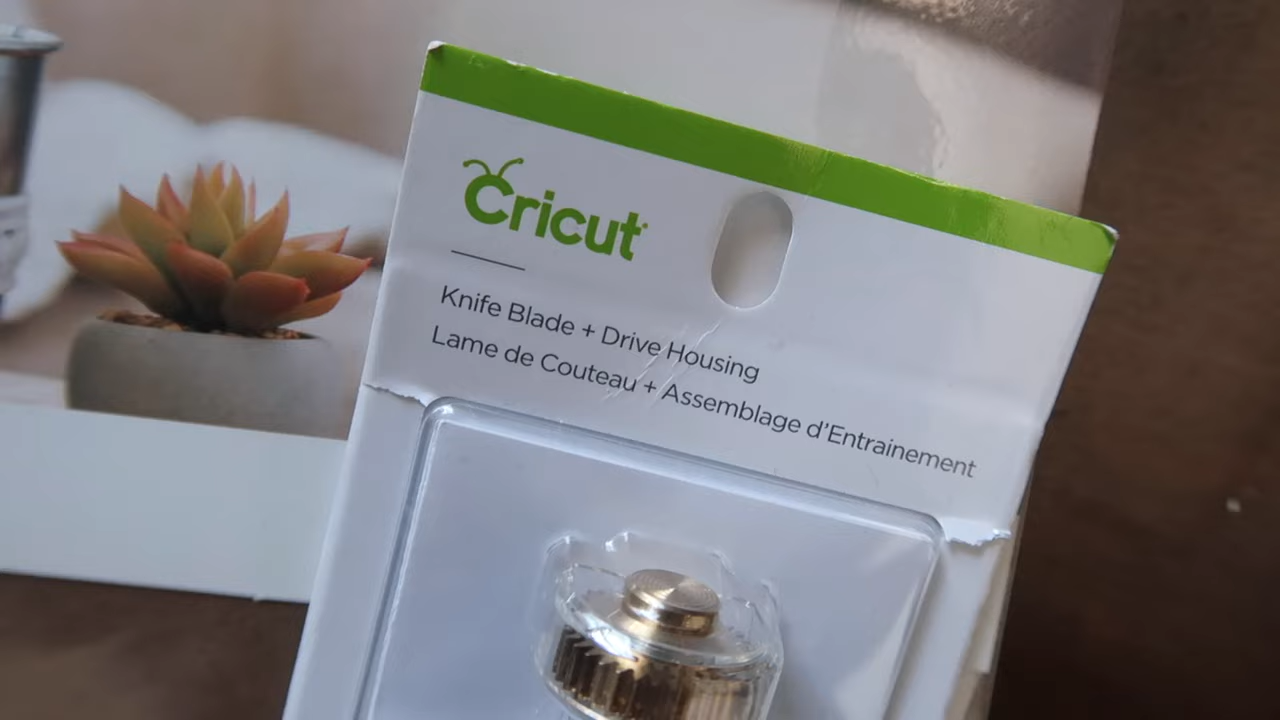 Cricut
Knife Blade + Drive Housing
Lame de Couteau + Assemblage d'Entrainement